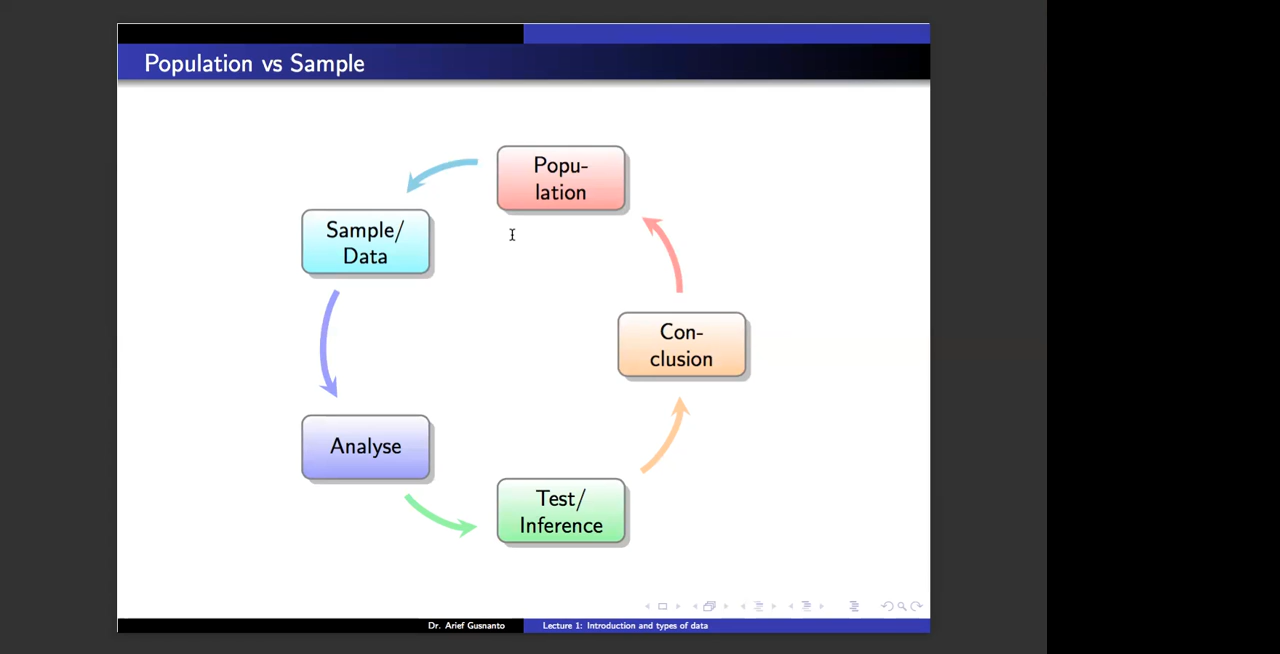 Population vs Sample
Popu-
lation
Sample/
Data
Con-
clusion
Analyse
Test/
Inference
Dr. Arief Gusnanto
Lecture 1: Introduction and types of data